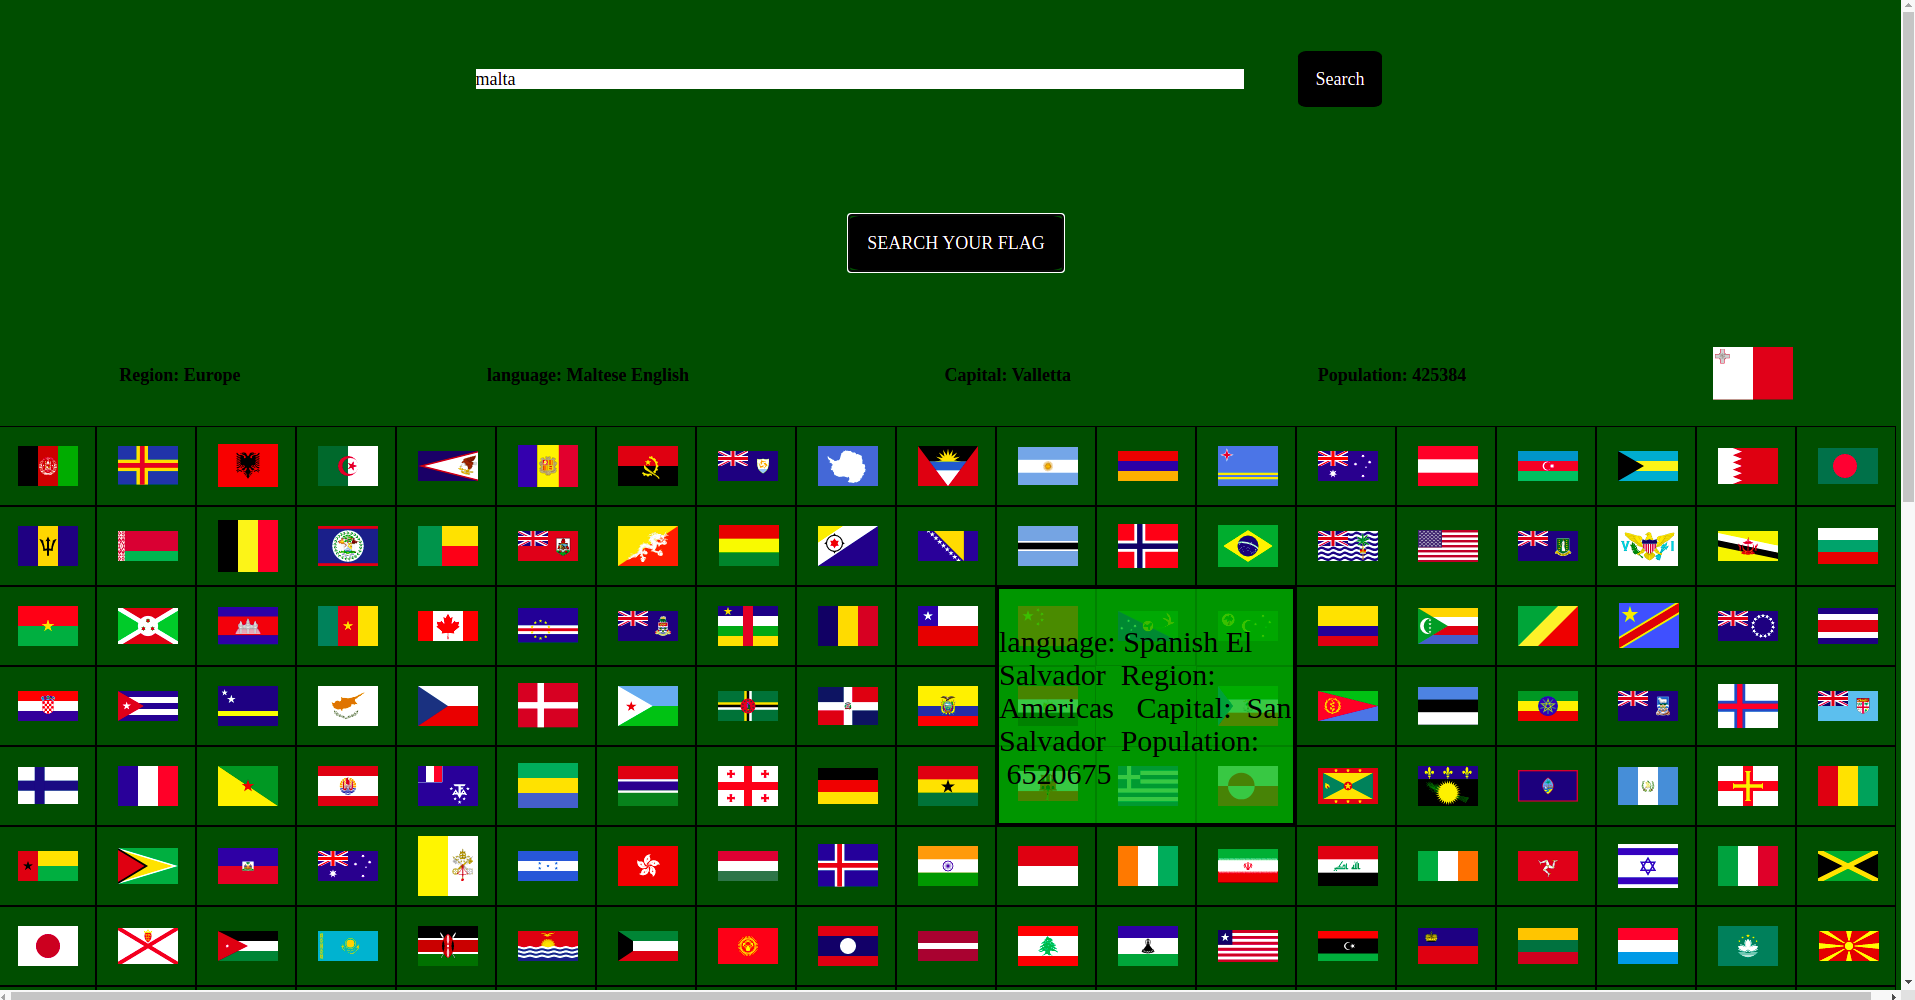 malta
Search
SEARCH YOUR FLAG
Region: Europe
language: Maltese English
Capital: Valletta
Population: 425384
language: Spanish El
Salvador Region:
Americas Capital: San
Salvador Population:
6520675